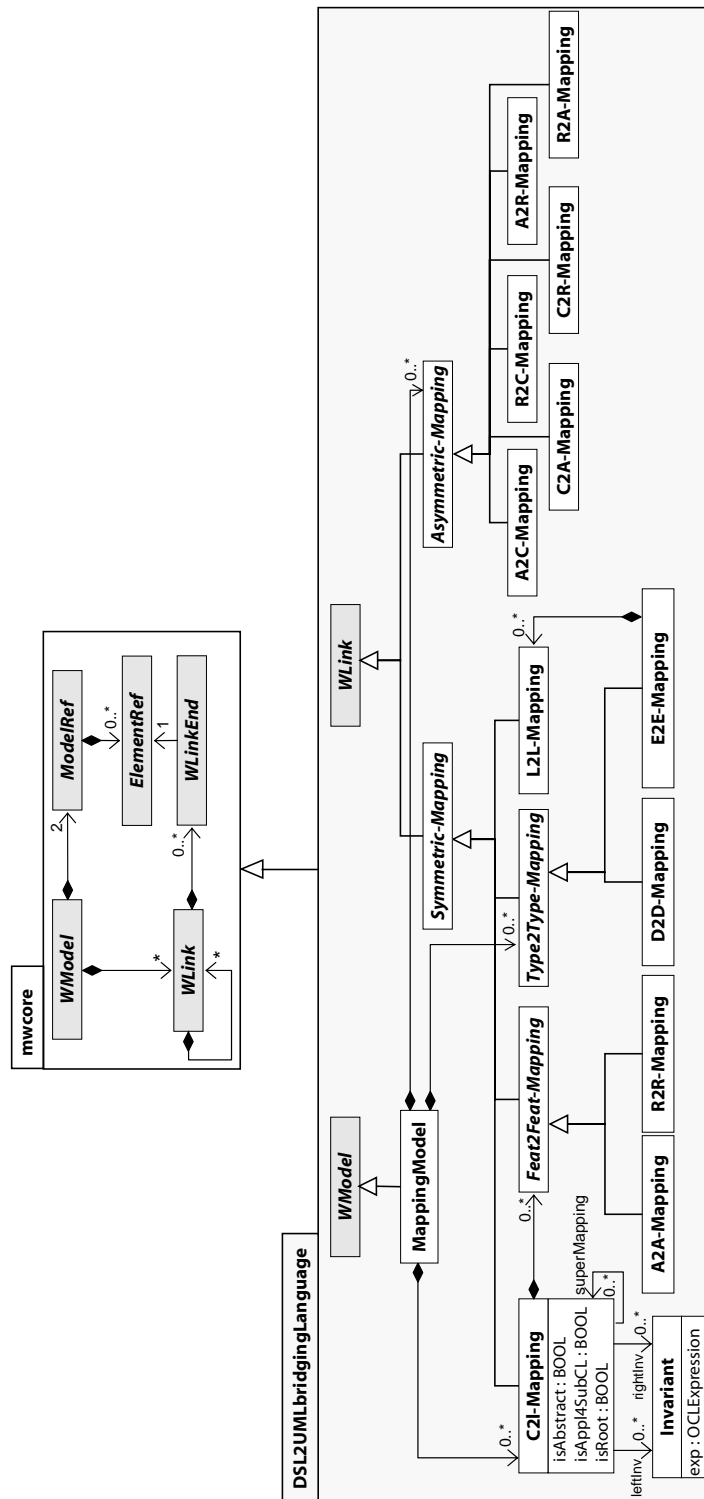 mwcore
WModel
2
ModelRef
*
0..*
ElementRef
1
WLink
*
0..*
WLinkEnd
DSL2UMLbridgingLanguage
WModel
WLink
MappingModel
Symmetric-Mapping
Asymmetric-Mapping
0..*
0..*
C2I-Mapping
isAbstract : BOOL
isAppl4SubCL : BOOL
isRoot : BOOL
superMapping
0..*
0..*
Feat2Feat-Mapping
0..*
Type2Type-Mapping
L2L-Mapping
0..*
A2C-Mapping
R2C-Mapping
A2R-Mapping
C2A-Mapping
C2R-Mapping
R2A-Mapping
leftInv
0..*
rightInv
0..*
Invariant
exp : OCLExpression
A2A-Mapping
R2R-Mapping
D2D-Mapping
E2E-Mapping